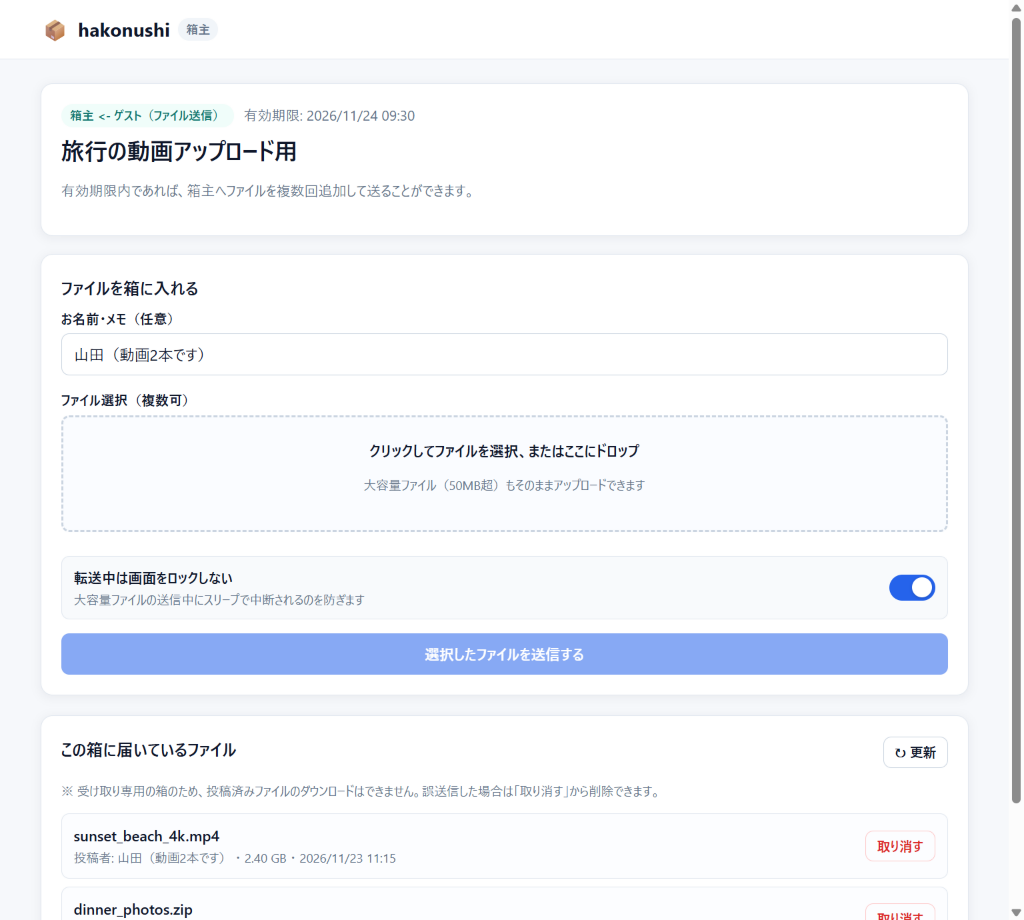 hakonushi 箱主
箱主 <- ゲスト（ファイル送信） 有効期限: 2026/11/24 09:30
旅行の動画アップロード用
有効期限内であれば、箱主へファイルを複数回追加して送ることができます。
ファイルを箱に入れる
お名前・メモ（任意）
山田（動画2本です）
ファイル選択（複数可）
クリックしてファイルを選択、またはここにドロップ
大容量ファイル（50MB超）もそのままアップロードできます
転送中は画面をロックしない
大容量ファイルの送信中にスリープで中断されるのを防ぎます
選択したファイルを送信する
この箱に届いているファイル
↻ 更新
※ 受け取り専用の箱のため、投稿済みファイルのダウンロードはできません。誤送信した場合は「取り消す」から削除できます。
sunset_beach_4k.mp4
投稿者: 山田（動画2本です） ・ 2.40 GB ・ 2026/11/23 11:15
取り消す
dinner_photos.zip
取り消す